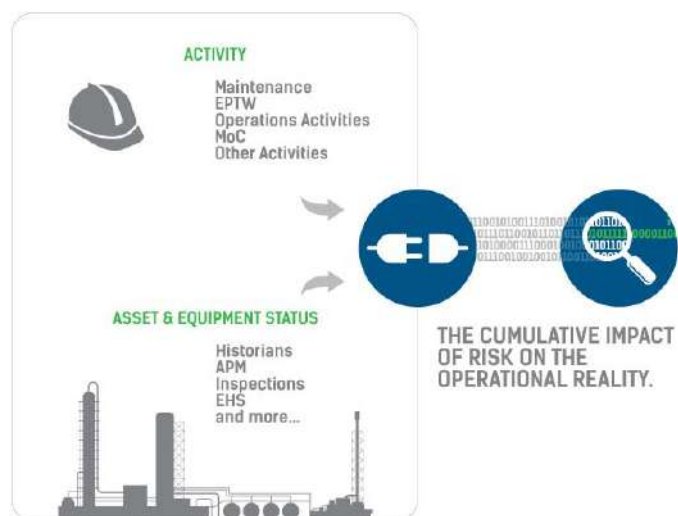 ACTIVITY
Maintenance
EPTW
Operations Activities
MoC
Other Activities
ASSET & EQUIPMENT STATUS
Historians
APM
Inspections
EHS
and more...
THE CUMULATIVE IMPACT
OF RISK ON THE
OPERATIONAL REALITY.